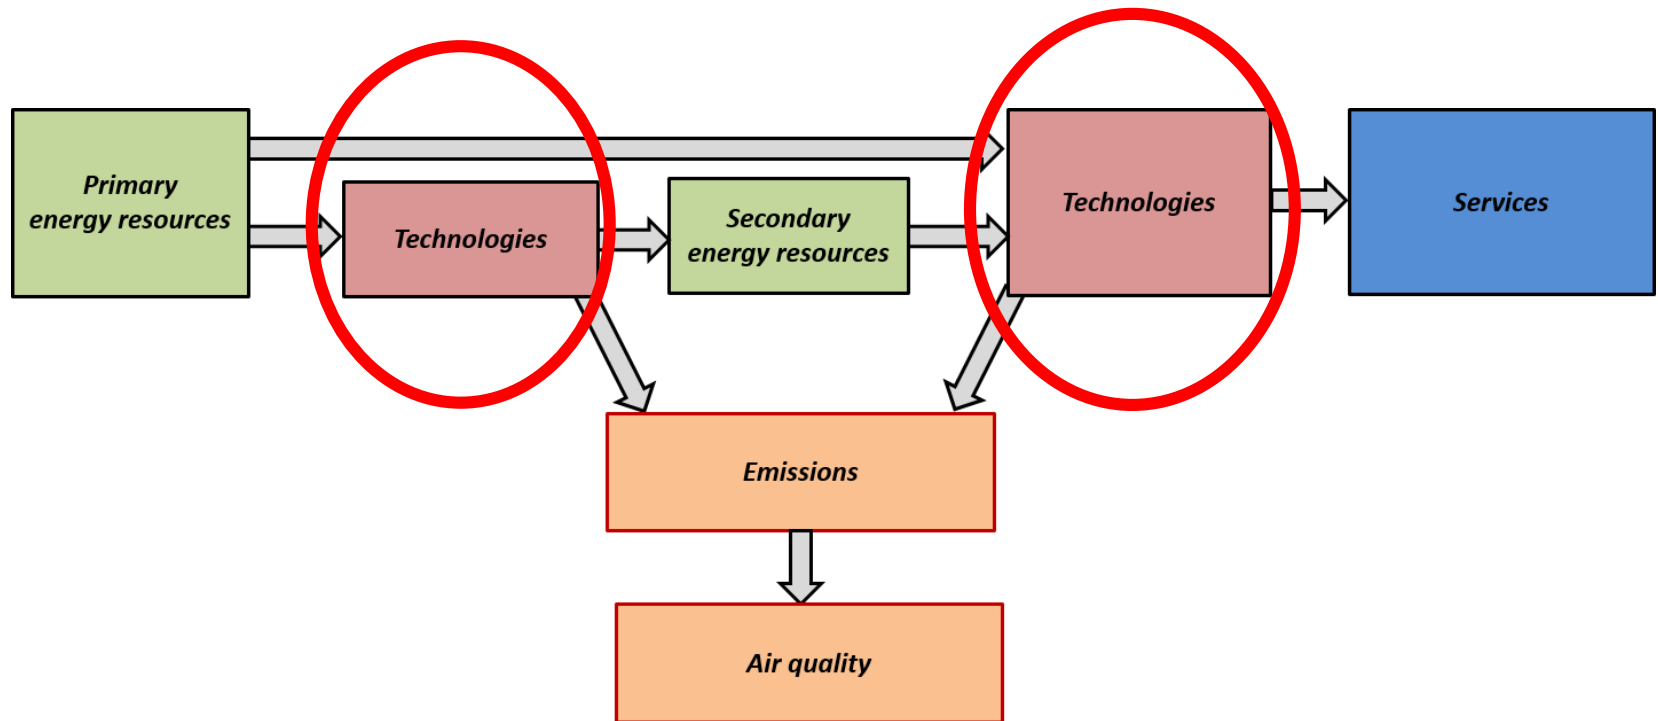 Primary
energy resources
Technologies
Secondary
energy resources
Technologies
Services
Emissions
Air quality